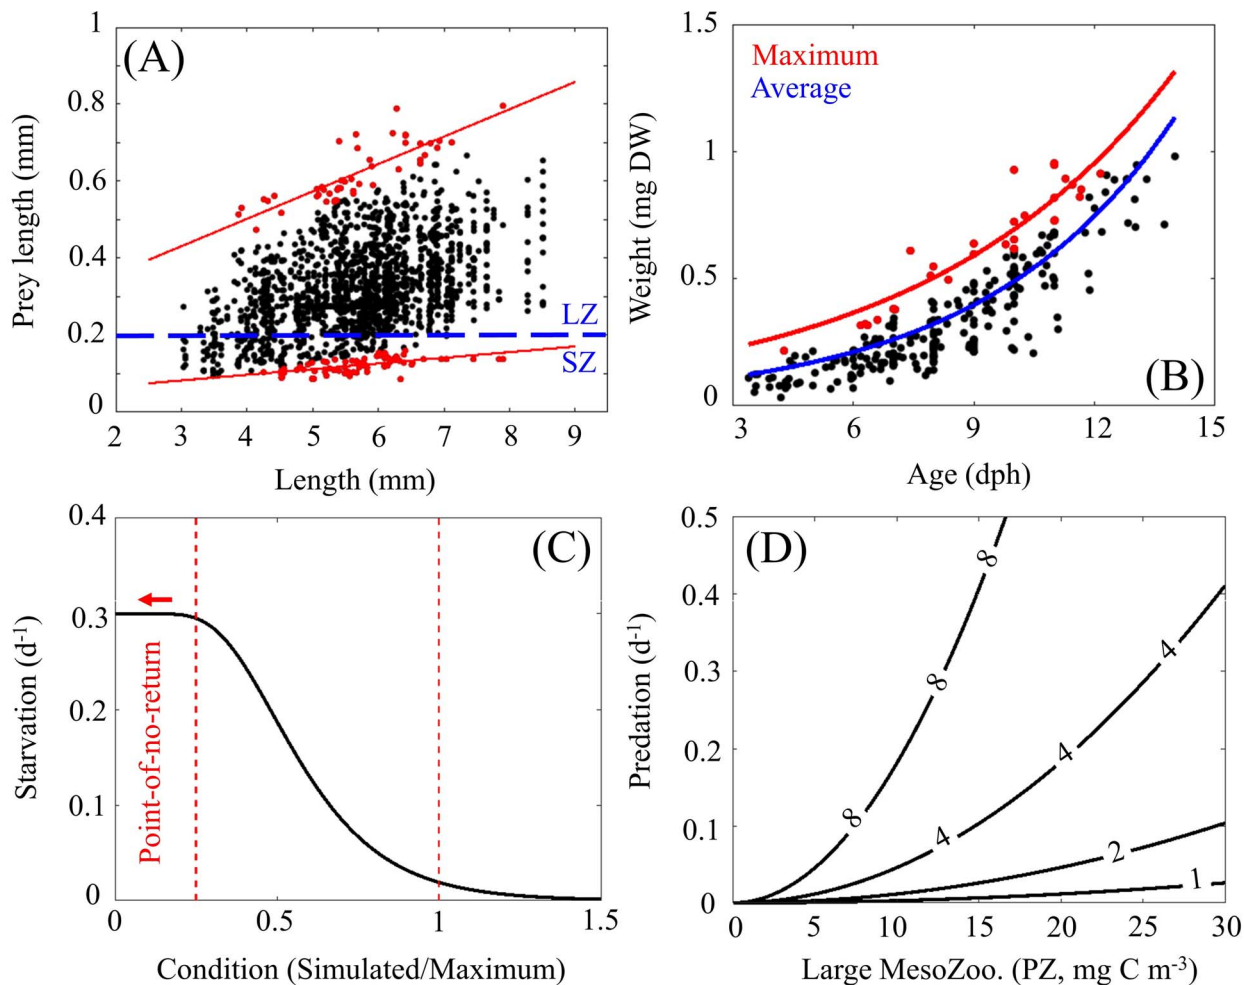 (A)
1
0.8
0.6
0.4
0.2
0
Prey length (mm)
LZ
SZ
2 3 4 5 6 7 8 9
Length (mm)
(B)
Maximum
Average
1.5
1
0.5
0
Weight (mg DW)
3 6 9 12 15
Age (dph)
(C)
0.4
0.3
0.2
0.1
0
Starvation (d-1)
Point-of-no-return
0 0.5 1 1.5
Condition (Simulated/Maximum)
(D)
0.5
0.4
0.3
0.2
0.1
0
Predation (d-1)
8
8
8
4
4
4
2
1
0 5 10 15 20 25 30
Large MesoZoo. (PZ, mg C m-3)